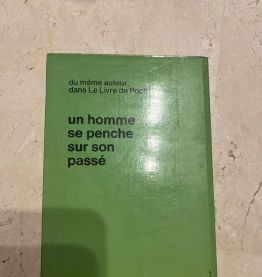 du même auteur,
dans Le Livre de Poche
un homme
se penche
sur son
passé